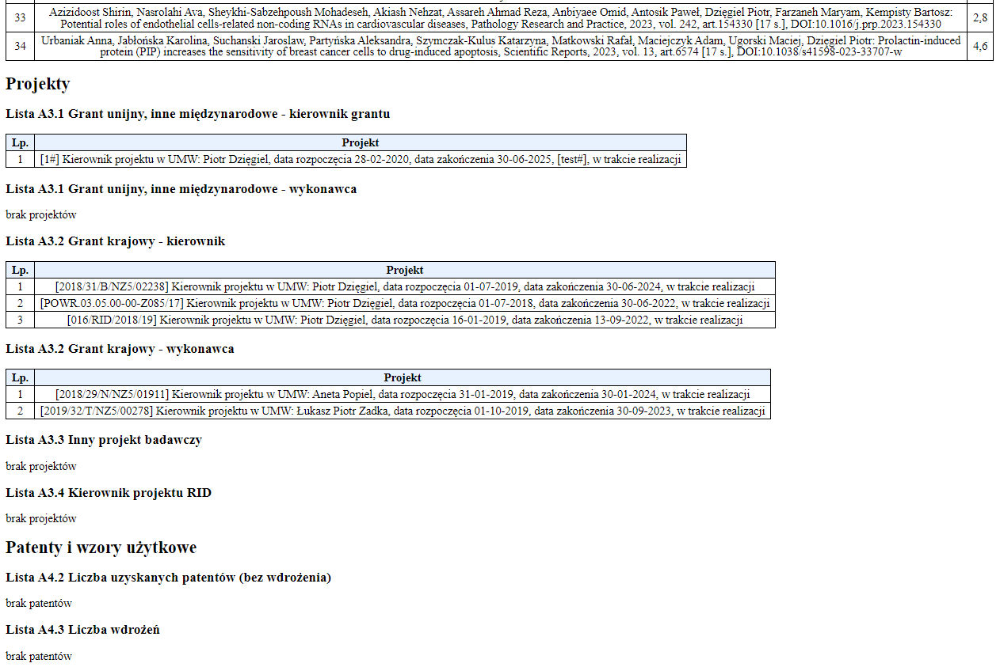 33 Azizidoost Shirin, Nasrolahi Ava, Sheykhi-Sabzehpoush Mohadeseh, Akiash Nehzat, Assareh Ahmad Reza, Anbiyaee Omid, Antosik Paweł, Dzięgiel Piotr, Farzaneh Maryam, Kempisty Bartosz: 2,8
Potential roles of endothelial cells-related non-coding RNAs in cardiovascular diseases, Pathology Research and Practice, 2023, vol. 242, art.154330 [17 s.], DOI:10.1016/j.prp.2023.154330
34 Urbaniak Anna, Jabłońska Karolina, Suchanski Jaroslaw, Partyńska Aleksandra, Szymczak-Kulus Katarzyna, Matkowski Rafał, Maciejczyk Adam, Ugorski Maciej, Dzięgiel Piotr: Prolactin-induced 4,6
protein (PIP) increases the sensitivity of breast cancer cells to drug-induced apoptosis, Scientific Reports, 2023, vol. 13, art.6574 [17 s.], DOI:10.1038/s41598-023-33707-w
Projekty
Lista A3.1 Grant unijny, inne międzynarodowe - kierownik grantu
Lp. Projekt
1 [1#] Kierownik projektu w UMW: Piotr Dzięgiel, data rozpoczęcia 28-02-2020, data zakończenia 30-06-2025, [test#], w trakcie realizacji
Lista A3.1 Grant unijny, inne międzynarodowe - wykonawca
brak projektów
Lista A3.2 Grant krajowy - kierownik
Lp. Projekt
1 [2018/31/B/NZ5/02238] Kierownik projektu w UMW: Piotr Dzięgiel, data rozpoczęcia 01-07-2019, data zakończenia 30-06-2024, w trakcie realizacji
2 [POWR.03.05.00-00-Z085/17] Kierownik projektu w UMW: Piotr Dzięgiel, data rozpoczęcia 01-07-2018, data zakończenia 30-06-2022, w trakcie realizacji
3 [016/RID/2018/19] Kierownik projektu w UMW: Piotr Dzięgiel, data rozpoczęcia 16-01-2019, data zakończenia 13-09-2022, w trakcie realizacji
Lista A3.2 Grant krajowy - wykonawca
Lp. Projekt
1 [2018/29/N/NZ5/01911] Kierownik projektu w UMW: Aneta Popiel, data rozpoczęcia 31-01-2019, data zakończenia 30-01-2024, w trakcie realizacji
2 [2019/32/T/NZ5/00278] Kierownik projektu w UMW: Łukasz Piotr Zadka, data rozpoczęcia 01-10-2019, data zakończenia 30-09-2023, w trakcie realizacji
Lista A3.3 Inny projekt badawczy
brak projektów
Lista A3.4 Kierownik projektu RID
brak projektów
Patenty i wzory użytkowe
Lista A4.2 Liczba uzyskanych patentów (bez wdrożenia)
brak patentów
Lista A4.3 Liczba wdrożeń
brak patentów